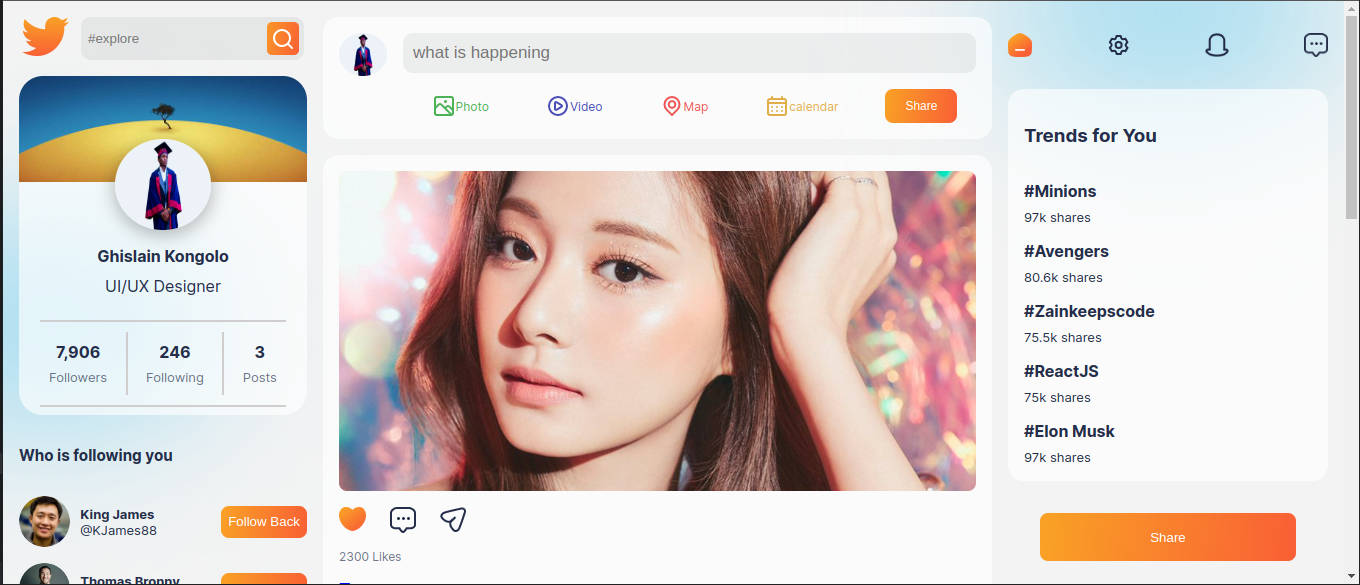 #explore
Ghislain Kongolo
UI/UX Designer
7,906 246 3
Followers Following Posts
Who is following you
King James
@KJames88
Follow Back
Thomas Bronny
what is happening
Photo Video Map calendar Share
2300 Likes
Trends for You
#Minions
97k shares
#Avengers
80.6k shares
#Zainkeepscode
75.5k shares
#ReactJS
75k shares
#Elon Musk
97k shares
Share